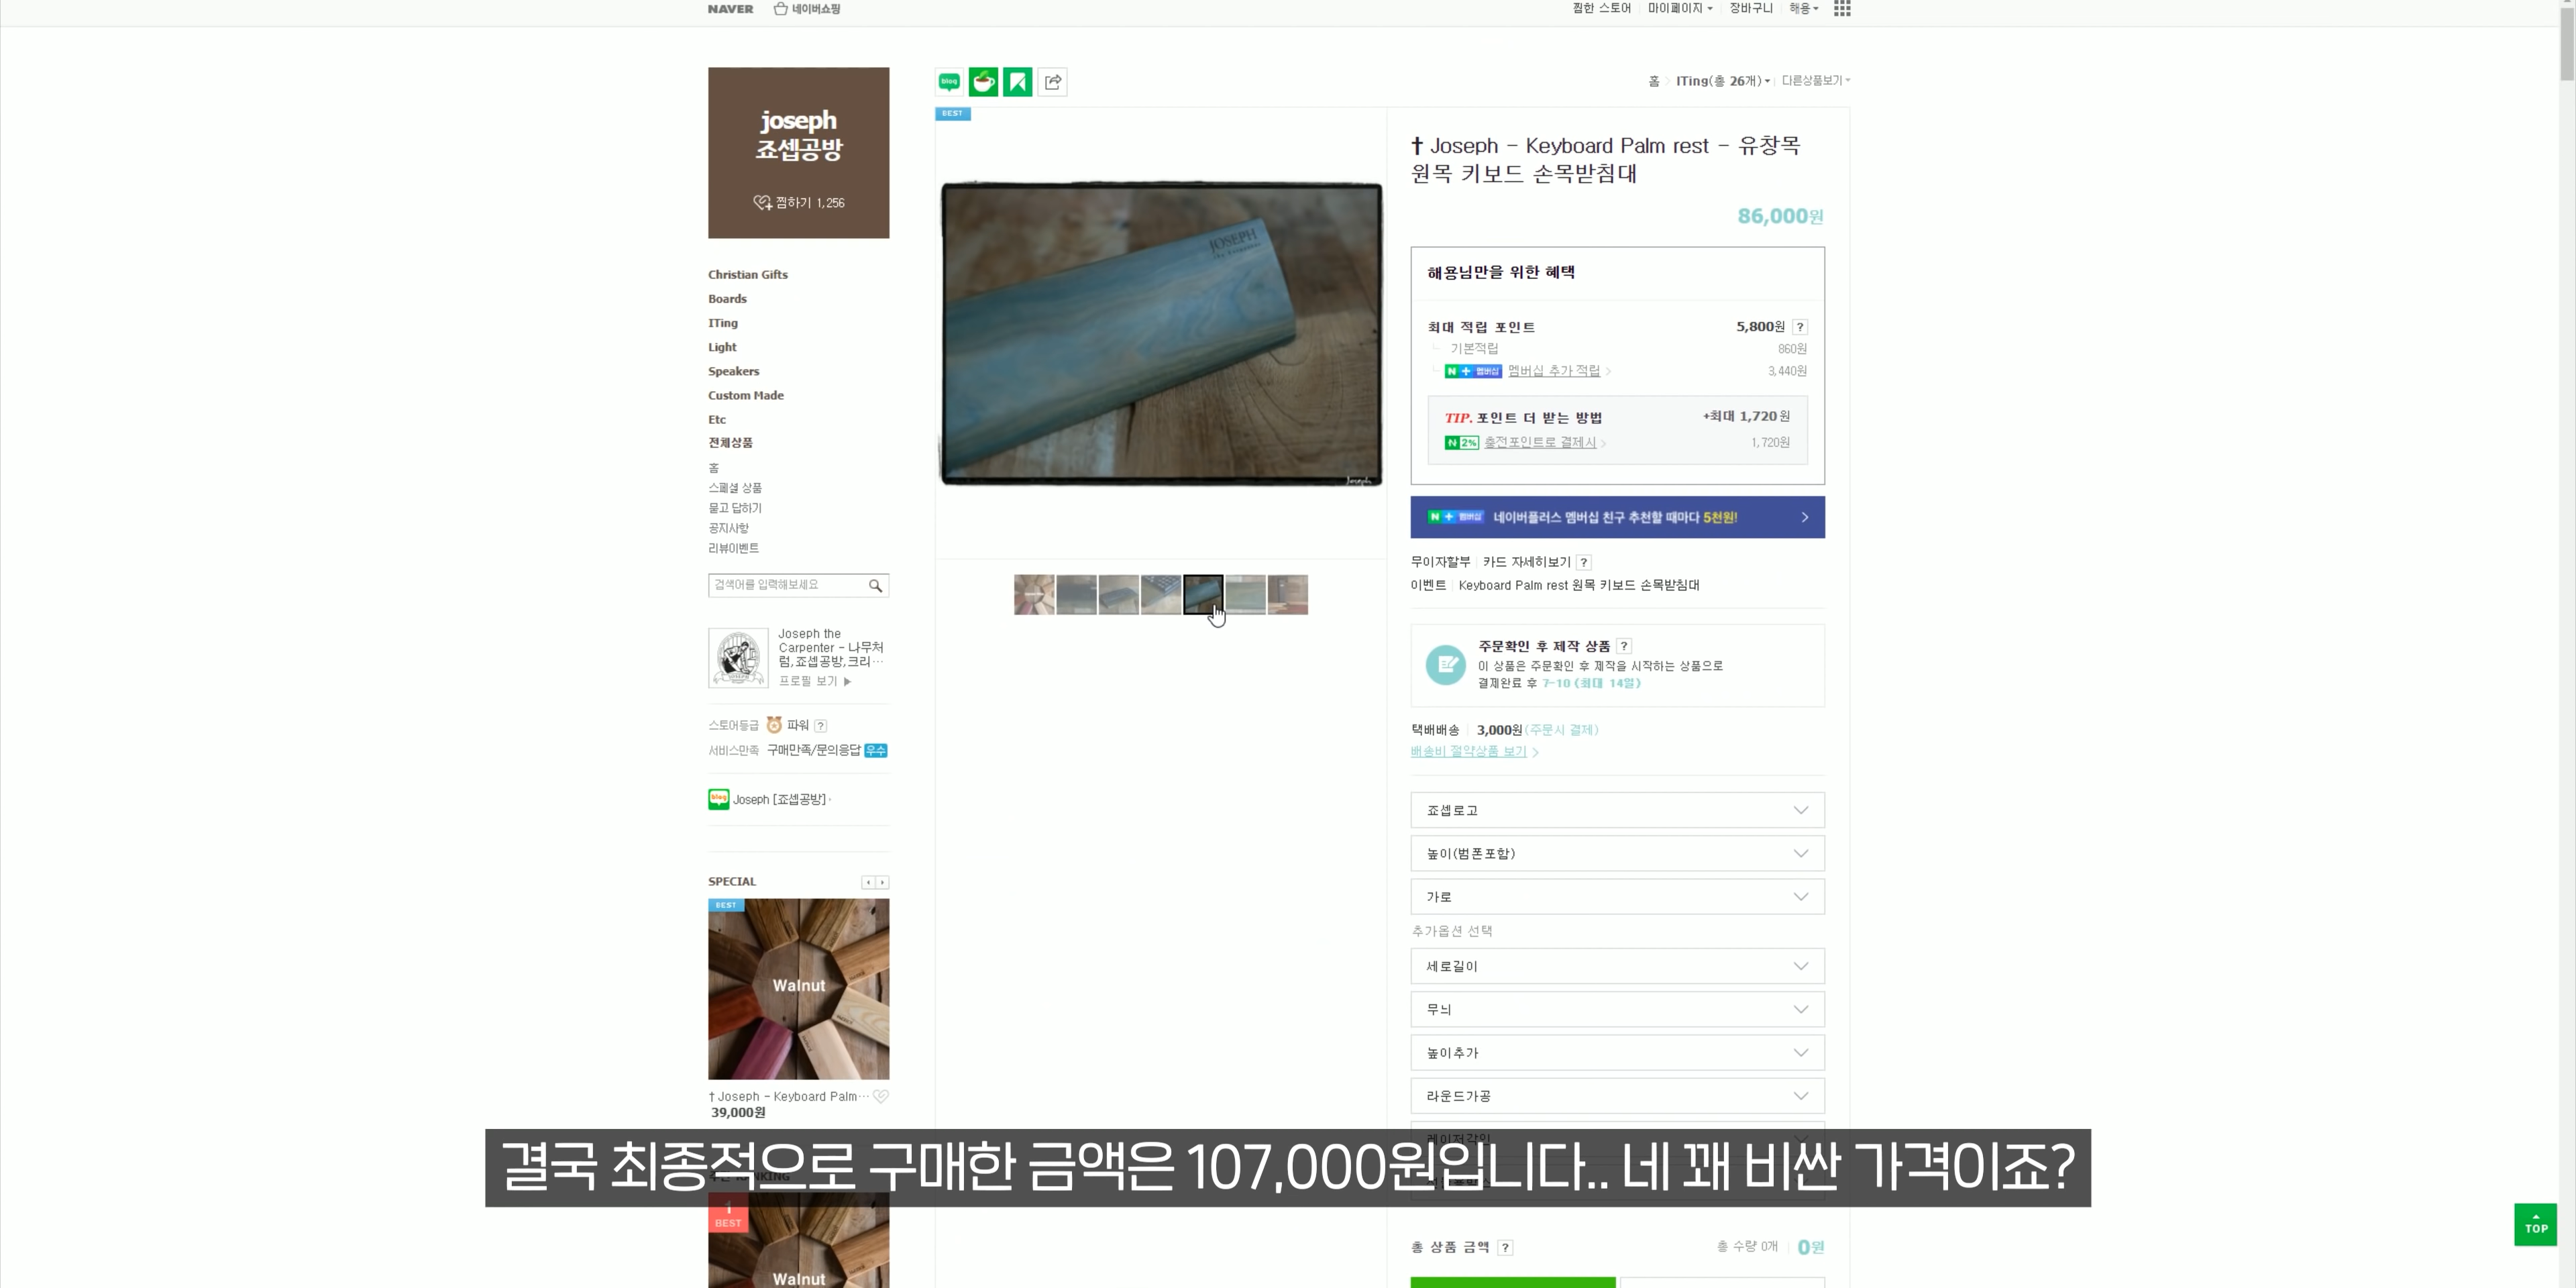 NAVER 네이버쇼핑
찜한 스토어 마이페이지 장바구니 해용
joseph
죠셉공방
찜하기 1,256
Christian Gifts
Boards
ITing
Light
Speakers
Custom Made
Etc
전체상품
홈
스페셜 상품
묻고 답하기
공지사항
리뷰이벤트
검색어를 입력해보세요
Joseph the
Carpenter - 나무처
럼,죠셉공방,크리…
프로필 보기 ▶
스토어등급 파워 ?
서비스만족 구매만족/문의응답 우수
blog Joseph [죠셉공방]
SPECIAL
BEST
Walnut
† Joseph - Keyboard Palm…
39,000원
1
BEST
Walnut
blog
홈 ITing(총 26개) 다른상품보기
BEST
JOSEPH
the Carpenter
Joseph
† Joseph - Keyboard Palm rest - 유창목
원목 키보드 손목받침대
86,000원
해용님만을 위한 혜택
최대 적립 포인트 5,800원 ?
기본적립 860원
N + 멤버십 멤버십 추가 적립 > 3,440원
TIP. 포인트 더 받는 방법 +최대 1,720원
N 2% 충전포인트로 결제시 > 1,720원
N + 멤버십 네이버플러스 멤버십 친구 추천할 때마다 5천원! >
무이자할부 카드 자세히보기 ?
이벤트 Keyboard Palm rest 원목 키보드 손목받침대
주문확인 후 제작 상품 ?
이 상품은 주문확인 후 제작을 시작하는 상품으로
결제완료 후 7-10 (최대 14일)
택배배송 3,000원(주문시 결제)
배송비 절약상품 보기 >
죠셉로고
높이(범폰포함)
가로
추가옵션 선택
세로길이
무늬
높이추가
라운드가공
레이저각인
결국 최종적으로 구매한 금액은 107,000원입니다.. 네 꽤 비싼 가격이죠?
총 상품 금액 ? 총 수량 0개 0원
TOP